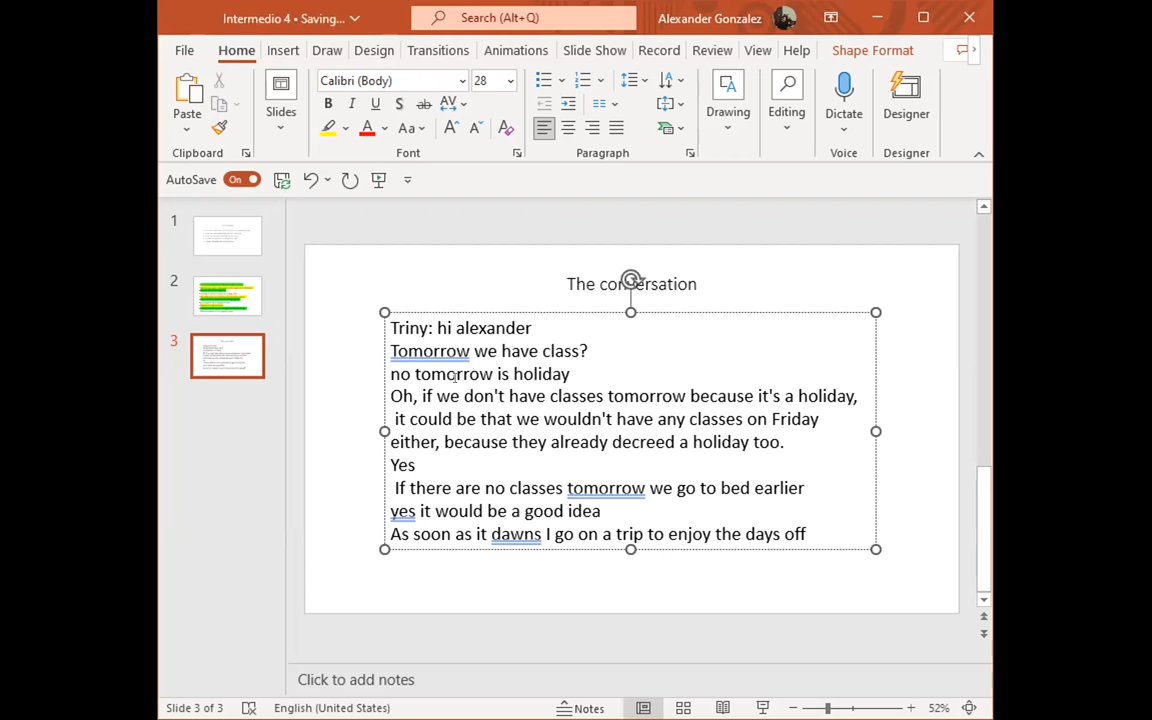 Intermedio 4 • Saving...
Search (Alt+Q)
Alexander Gonzalez
File Home Insert Draw Design Transitions Animations Slide Show Record Review View Help Shape Format
Calibri (Body) 28
Paste
Slides
Drawing
Editing
Dictate
Designer
Clipboard
Font
Paragraph
Voice
Designer
AutoSave On
1
2
3
The conversation
Triny: hi alexander
Tomorrow we have class?
no tomorrow is holiday
Oh, if we don't have classes tomorrow because it's a holiday,
it could be that we wouldn't have any classes on Friday
either, because they already decreed a holiday too.
Yes
If there are no classes tomorrow we go to bed earlier
yes it would be a good idea
As soon as it dawns I go on a trip to enjoy the days off
Click to add notes
Slide 3 of 3
English (United States)
Notes
52%